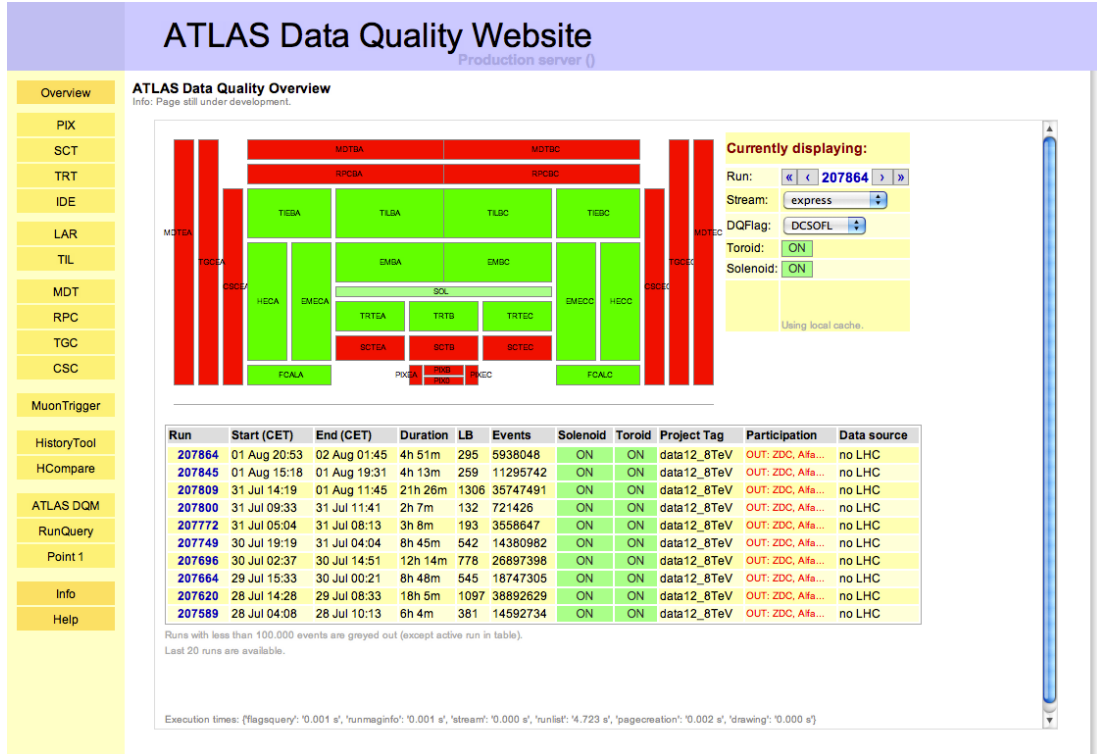 ATLAS Data Quality Website
Production server ()
Overview
PIX
SCT
TRT
IDE
LAR
TIL
MDT
RPC
TGC
CSC
MuonTrigger
HistoryTool
HCompare
ATLAS DQM
RunQuery
Point 1
Info
Help
ATLAS Data Quality Overview
Info: Page still under development.
MDTBA MDTBC
RPCBA RPCBC
TIEBA TILBA TILBC TIEBC
MDTEA MDTEC
TGCEA EMBA EMBC TGCEC
CSCEA CSCEC
SOL
HECA EMECA EMECC HECC
TRTEA TRTB TRTEC
SCTEA SCTB SCTEC
FCALA PIXEA PIXB PIXEC FCALC
Currently displaying:
Run: « ‹ 207864 › »
Stream: express
DQFlag: DCSOFL
Toroid: ON
Solenoid: ON
Using local cache.
Run Start (CET) End (CET) Duration LB Events Solenoid Toroid Project Tag Participation Data source
207864 01 Aug 20:53 02 Aug 01:45 4h 51m 295 5938048 ON ON data12_8TeV OUT: ZDC, Alfa... no LHC
207845 01 Aug 15:18 01 Aug 19:31 4h 13m 259 11295742 ON ON data12_8TeV OUT: ZDC, Alfa... no LHC
207809 31 Jul 14:19 01 Aug 11:45 21h 26m 1306 35747491 ON ON data12_8TeV OUT: ZDC, Alfa... no LHC
207800 31 Jul 09:33 31 Jul 11:41 2h 7m 132 721426 ON ON data12_8TeV OUT: ZDC, Alfa... no LHC
207772 31 Jul 05:04 31 Jul 08:13 3h 8m 193 3558647 ON ON data12_8TeV OUT: ZDC, Alfa... no LHC
207749 30 Jul 19:19 31 Jul 04:04 8h 45m 542 14380982 ON ON data12_8TeV OUT: ZDC, Alfa... no LHC
207696 30 Jul 02:37 30 Jul 14:51 12h 14m 778 26897398 ON ON data12_8TeV OUT: ZDC, Alfa... no LHC
207664 29 Jul 15:33 30 Jul 00:21 8h 48m 545 18747305 ON ON data12_8TeV OUT: ZDC, Alfa... no LHC
207620 28 Jul 14:28 29 Jul 08:33 18h 5m 1097 38892629 ON ON data12_8TeV OUT: ZDC, Alfa... no LHC
207589 28 Jul 04:08 28 Jul 10:13 6h 4m 381 14592734 ON ON data12_8TeV OUT: ZDC, Alfa... no LHC
Runs with less than 100.000 events are greyed out (except active run in table).
Last 20 runs are available.
Execution times: {'flagsquery': '0.001 s', 'runmaginfo': '0.001 s', 'stream': '0.000 s', 'runlist': '4.723 s', 'pagecreation': '0.002 s', 'drawing': '0.000 s'}